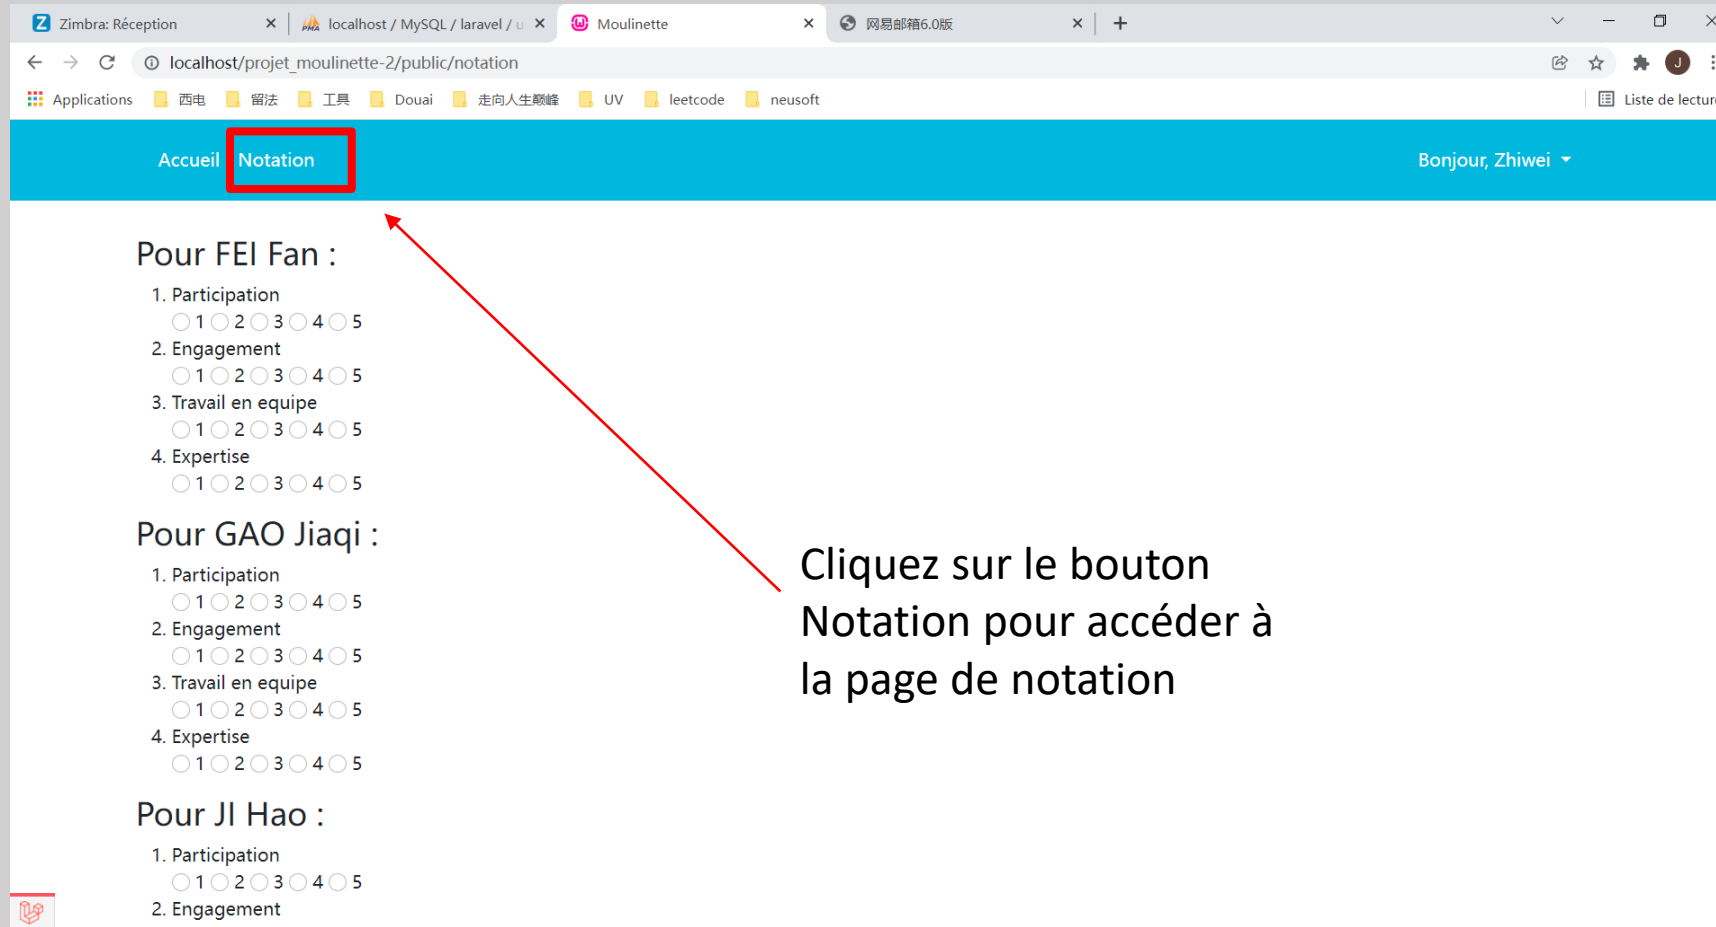 Zimbra: Réception
localhost / MySQL / laravel / u
Moulinette
网易邮箱6.0版
localhost/projet_moulinette-2/public/notation
J
Applications 西电 留法 工具 Douai 走向人生巅峰 UV leetcode neusoft Liste de lecture
Accueil Notation Bonjour, Zhiwei
Pour FEI Fan :
1. Participation
1 2 3 4 5
2. Engagement
1 2 3 4 5
3. Travail en equipe
1 2 3 4 5
4. Expertise
1 2 3 4 5
Pour GAO Jiaqi :
1. Participation
1 2 3 4 5
2. Engagement
1 2 3 4 5
3. Travail en equipe
1 2 3 4 5
4. Expertise
1 2 3 4 5
Pour JI Hao :
1. Participation
1 2 3 4 5
2. Engagement
Cliquez sur le bouton
Notation pour accéder à
la page de notation